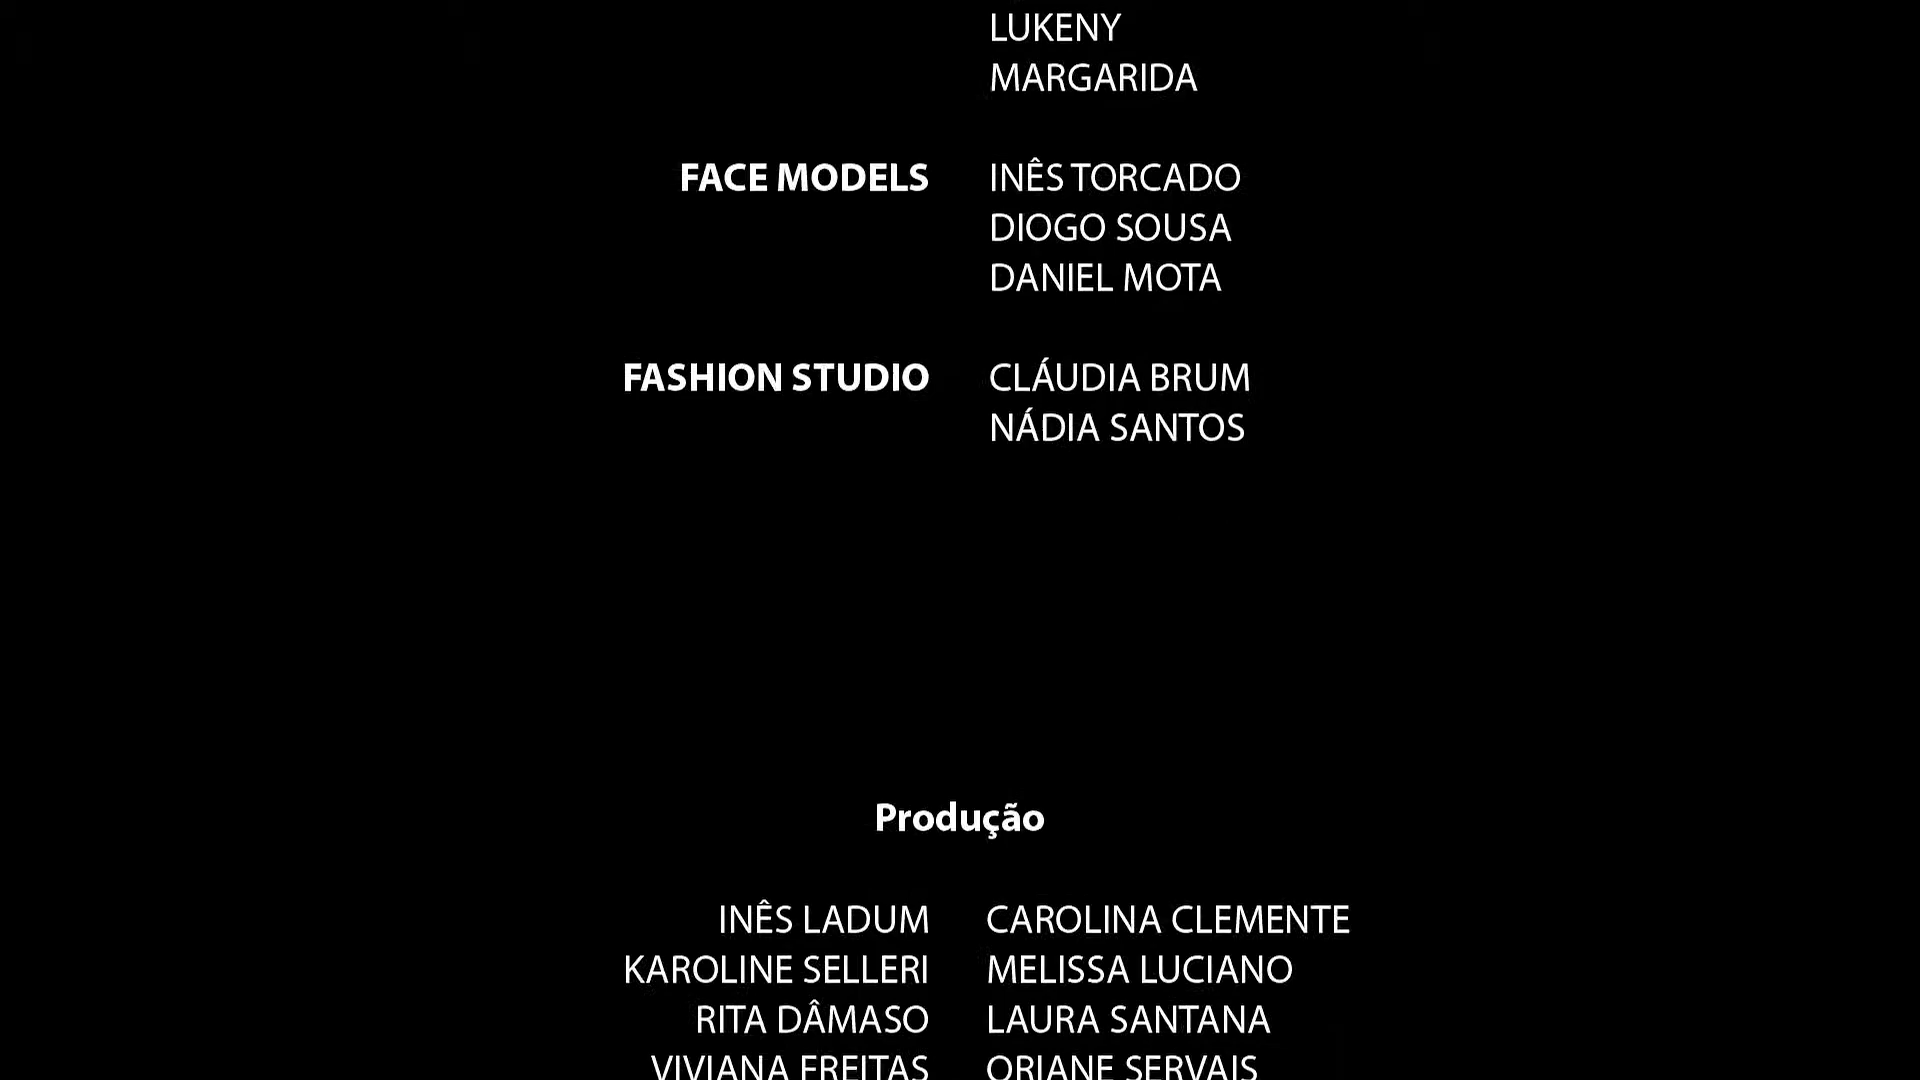 LUKENY
MARGARIDA
FACE MODELS INÊS TORCADO
DIOGO SOUSA
DANIEL MOTA
FASHION STUDIO CLÁUDIA BRUM
NÁDIA SANTOS
Produção
INÊS LADUM CAROLINA CLEMENTE
KAROLINE SELLERI MELISSA LUCIANO
RITA DÂMASO LAURA SANTANA
VIVIANA FREITAS ORIANE SERVAIS